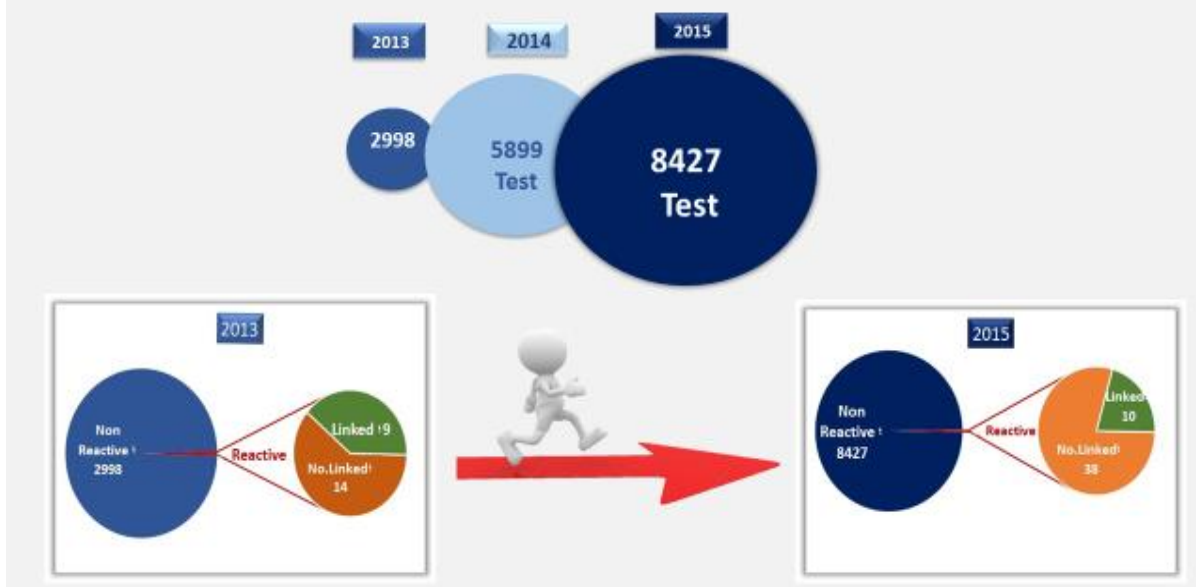 2013
2014
2015
2998
5899
Test
8427
Test
2013
Non
Reactive
2998
Reactive
Linked 9
No.Linked
14
2015
Non
Reactive
8427
Reactive
Linked
10
No.Linked
38